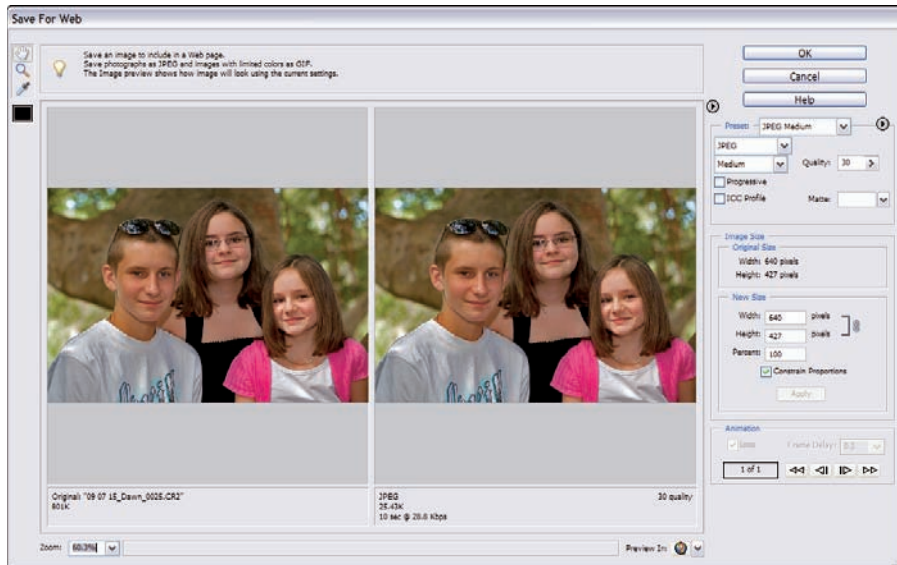 Save For Web
Save an image to include in a Web page.
Save photographs as JPEG and images with limited colors as GIF.
The Image preview shows how image will look using the current settings.
OK
Cancel
Help
Preset: JPEG Medium
JPEG
Medium
Quality: 30
Progressive
ICC Profile
Matte:
Image Size
Original Size
Width: 640 pixels
Height: 427 pixels
New Size
Width: 640 pixels
Height: 427 pixels
Percent: 100
Constrain Proportions
Apply
Animation
Loop
Frame Delay: 0.2
1 of 1
Original: "09 07 15_Dawn_0025.CR2"
801K
JPEG
30 quality
25.43K
10 sec @ 28.8 Kbps
Zoom: 60.3%
Preview In: